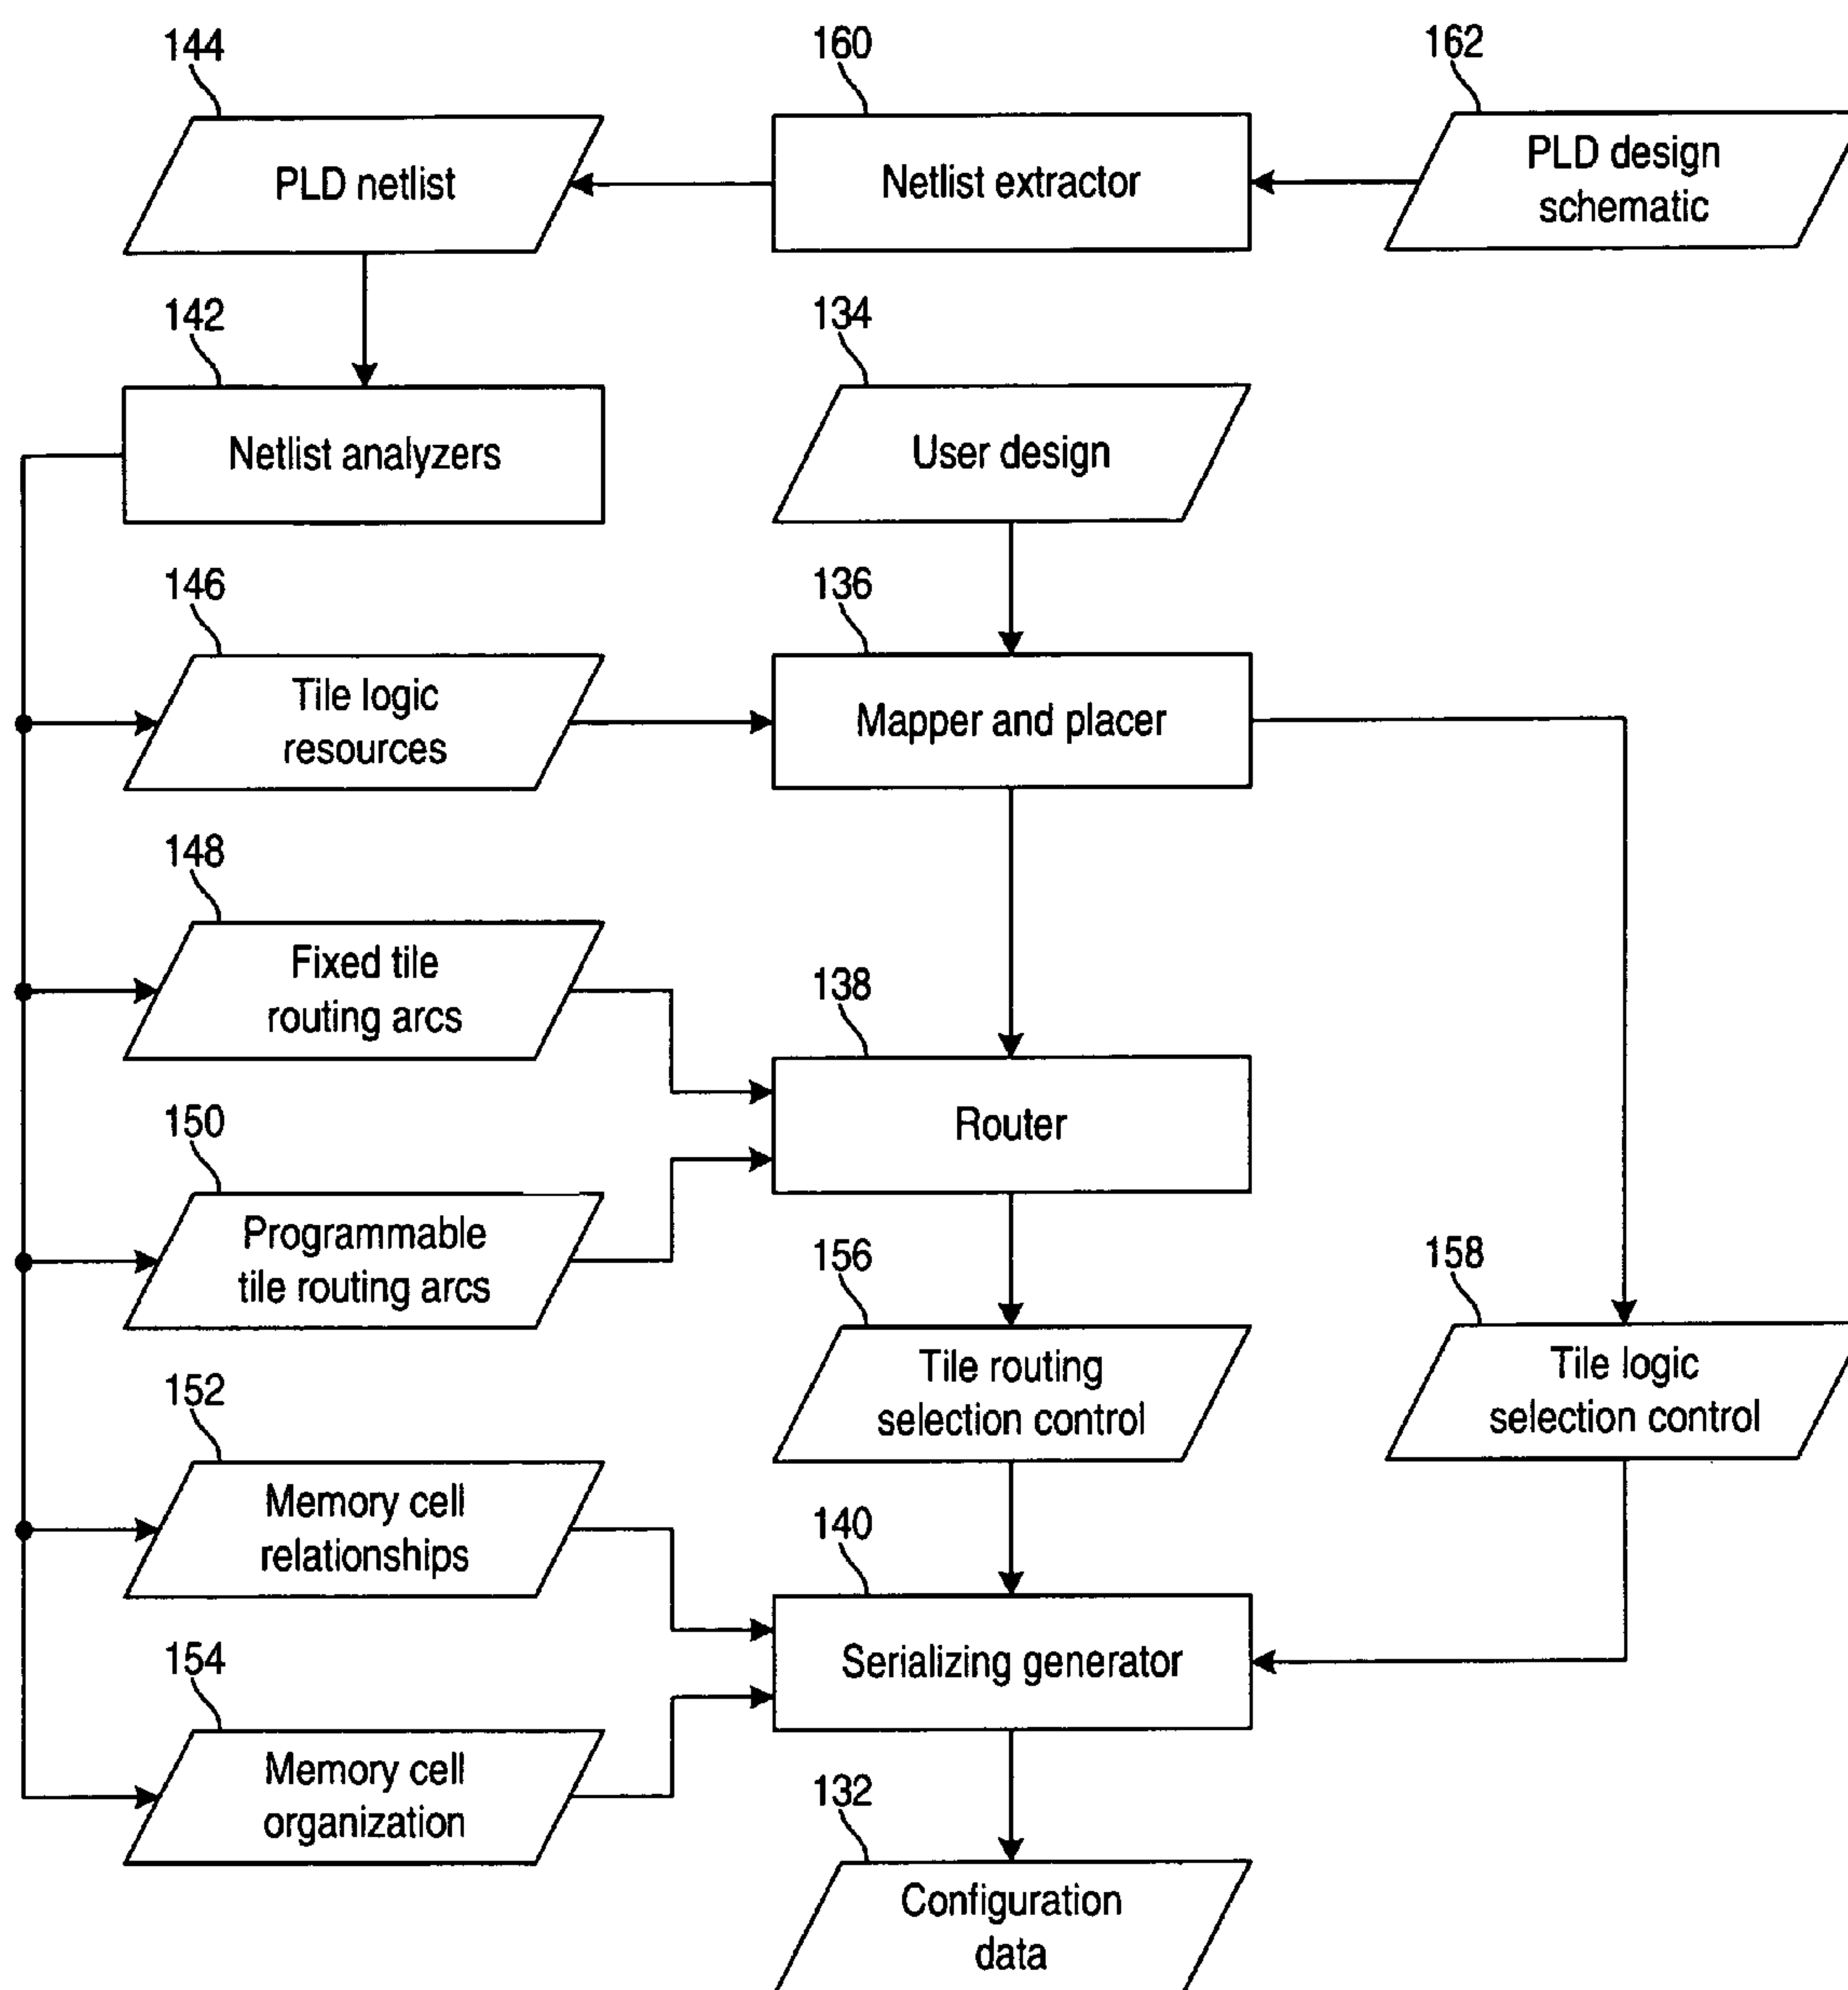 144
160
162
PLD netlist
Netlist extractor
PLD design
schematic
142
134
Netlist analyzers
User design
146
136
Tile logic
resources
Mapper and placer
148
Fixed tile
routing arcs
138
Router
150
Programmable
tile routing arcs
156
158
Tile routing
selection control
Tile logic
selection control
152
Memory cell
relationships
140
Serializing generator
154
Memory cell
organization
132
Configuration
data